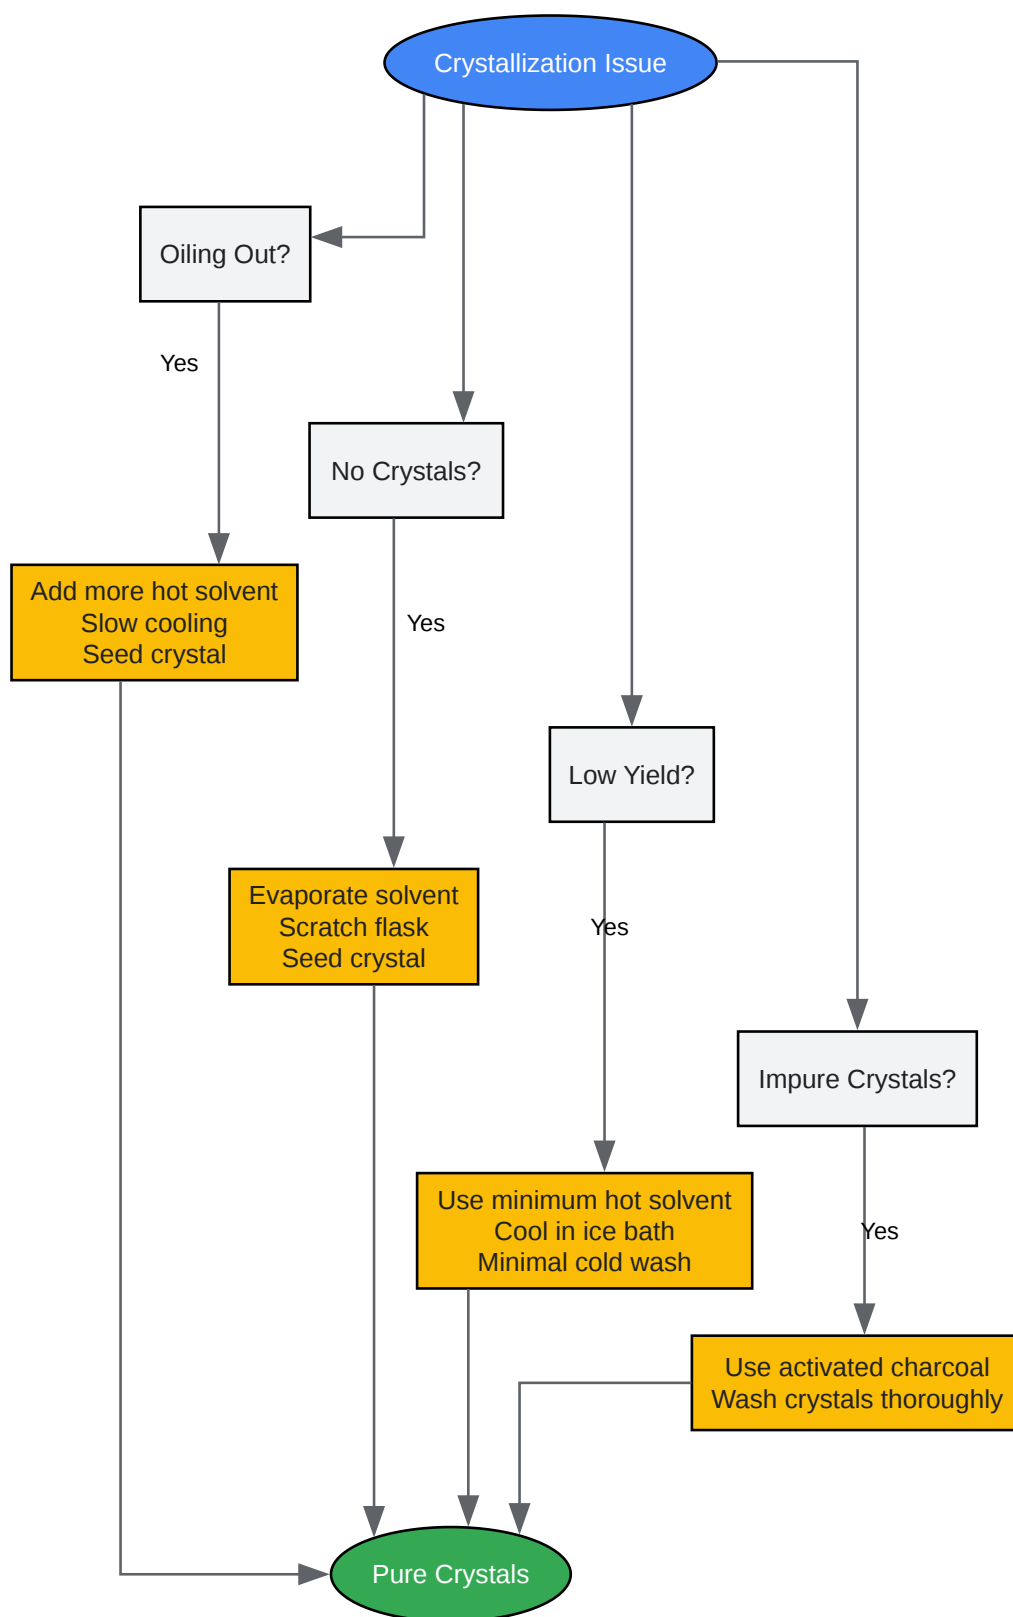 Crystallization Issue
Oiling Out?
Yes
No Crystals?
Add more hot solvent
Slow cooling
Seed crystal
Yes
Low Yield?
Evaporate solvent
Scratch flask
Seed crystal
Yes
Impure Crystals?
Use minimum hot solvent
Cool in ice bath
Minimal cold wash
Yes
Use activated charcoal
Wash crystals thoroughly
Pure Crystals